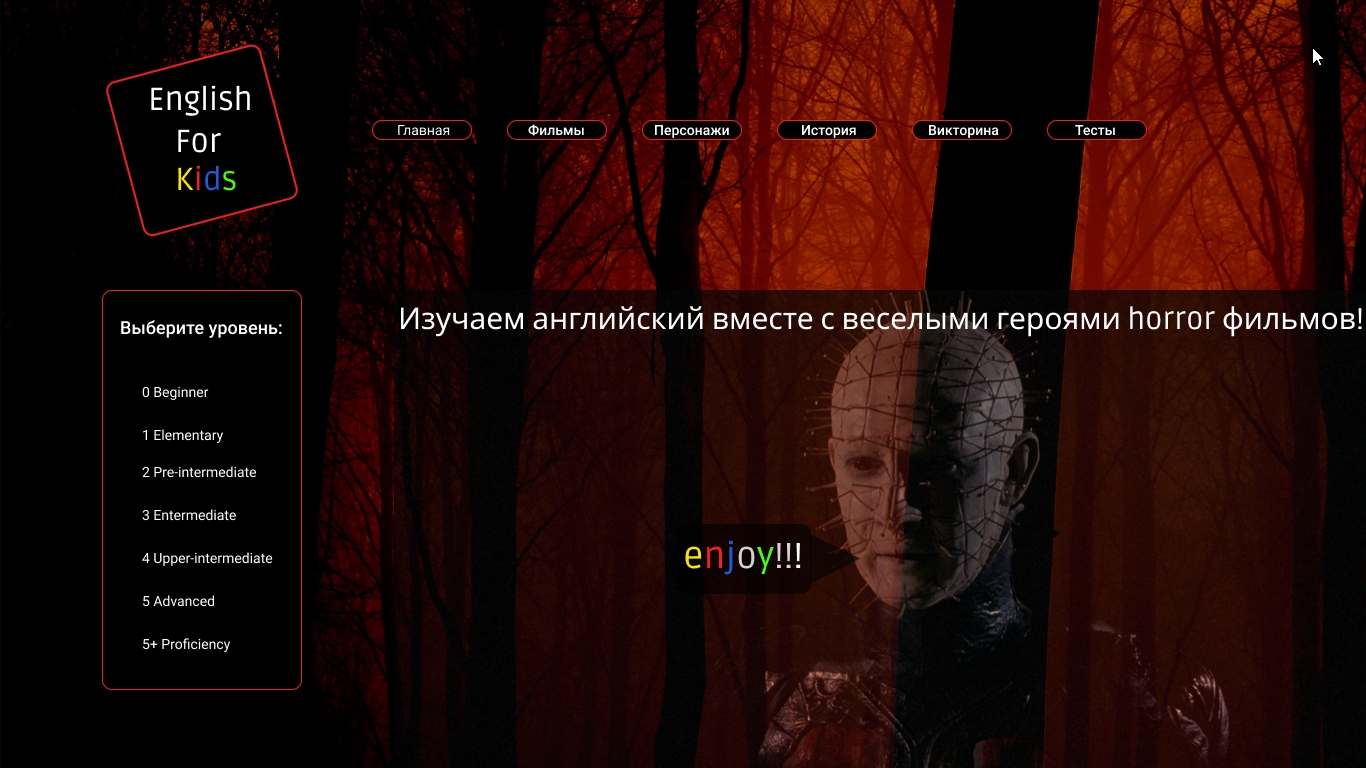 English
For
Kids
Главная
Фильмы
Персонажи
История
Викторина
Тесты
Выберите уровень:
0 Beginner
1 Elementary
2 Pre-intermediate
3 Entermediate
4 Upper-intermediate
5 Advanced
5+ Proficiency
Изучаем английский вместе с веселыми героями horror фильмов!
enjoy!!!